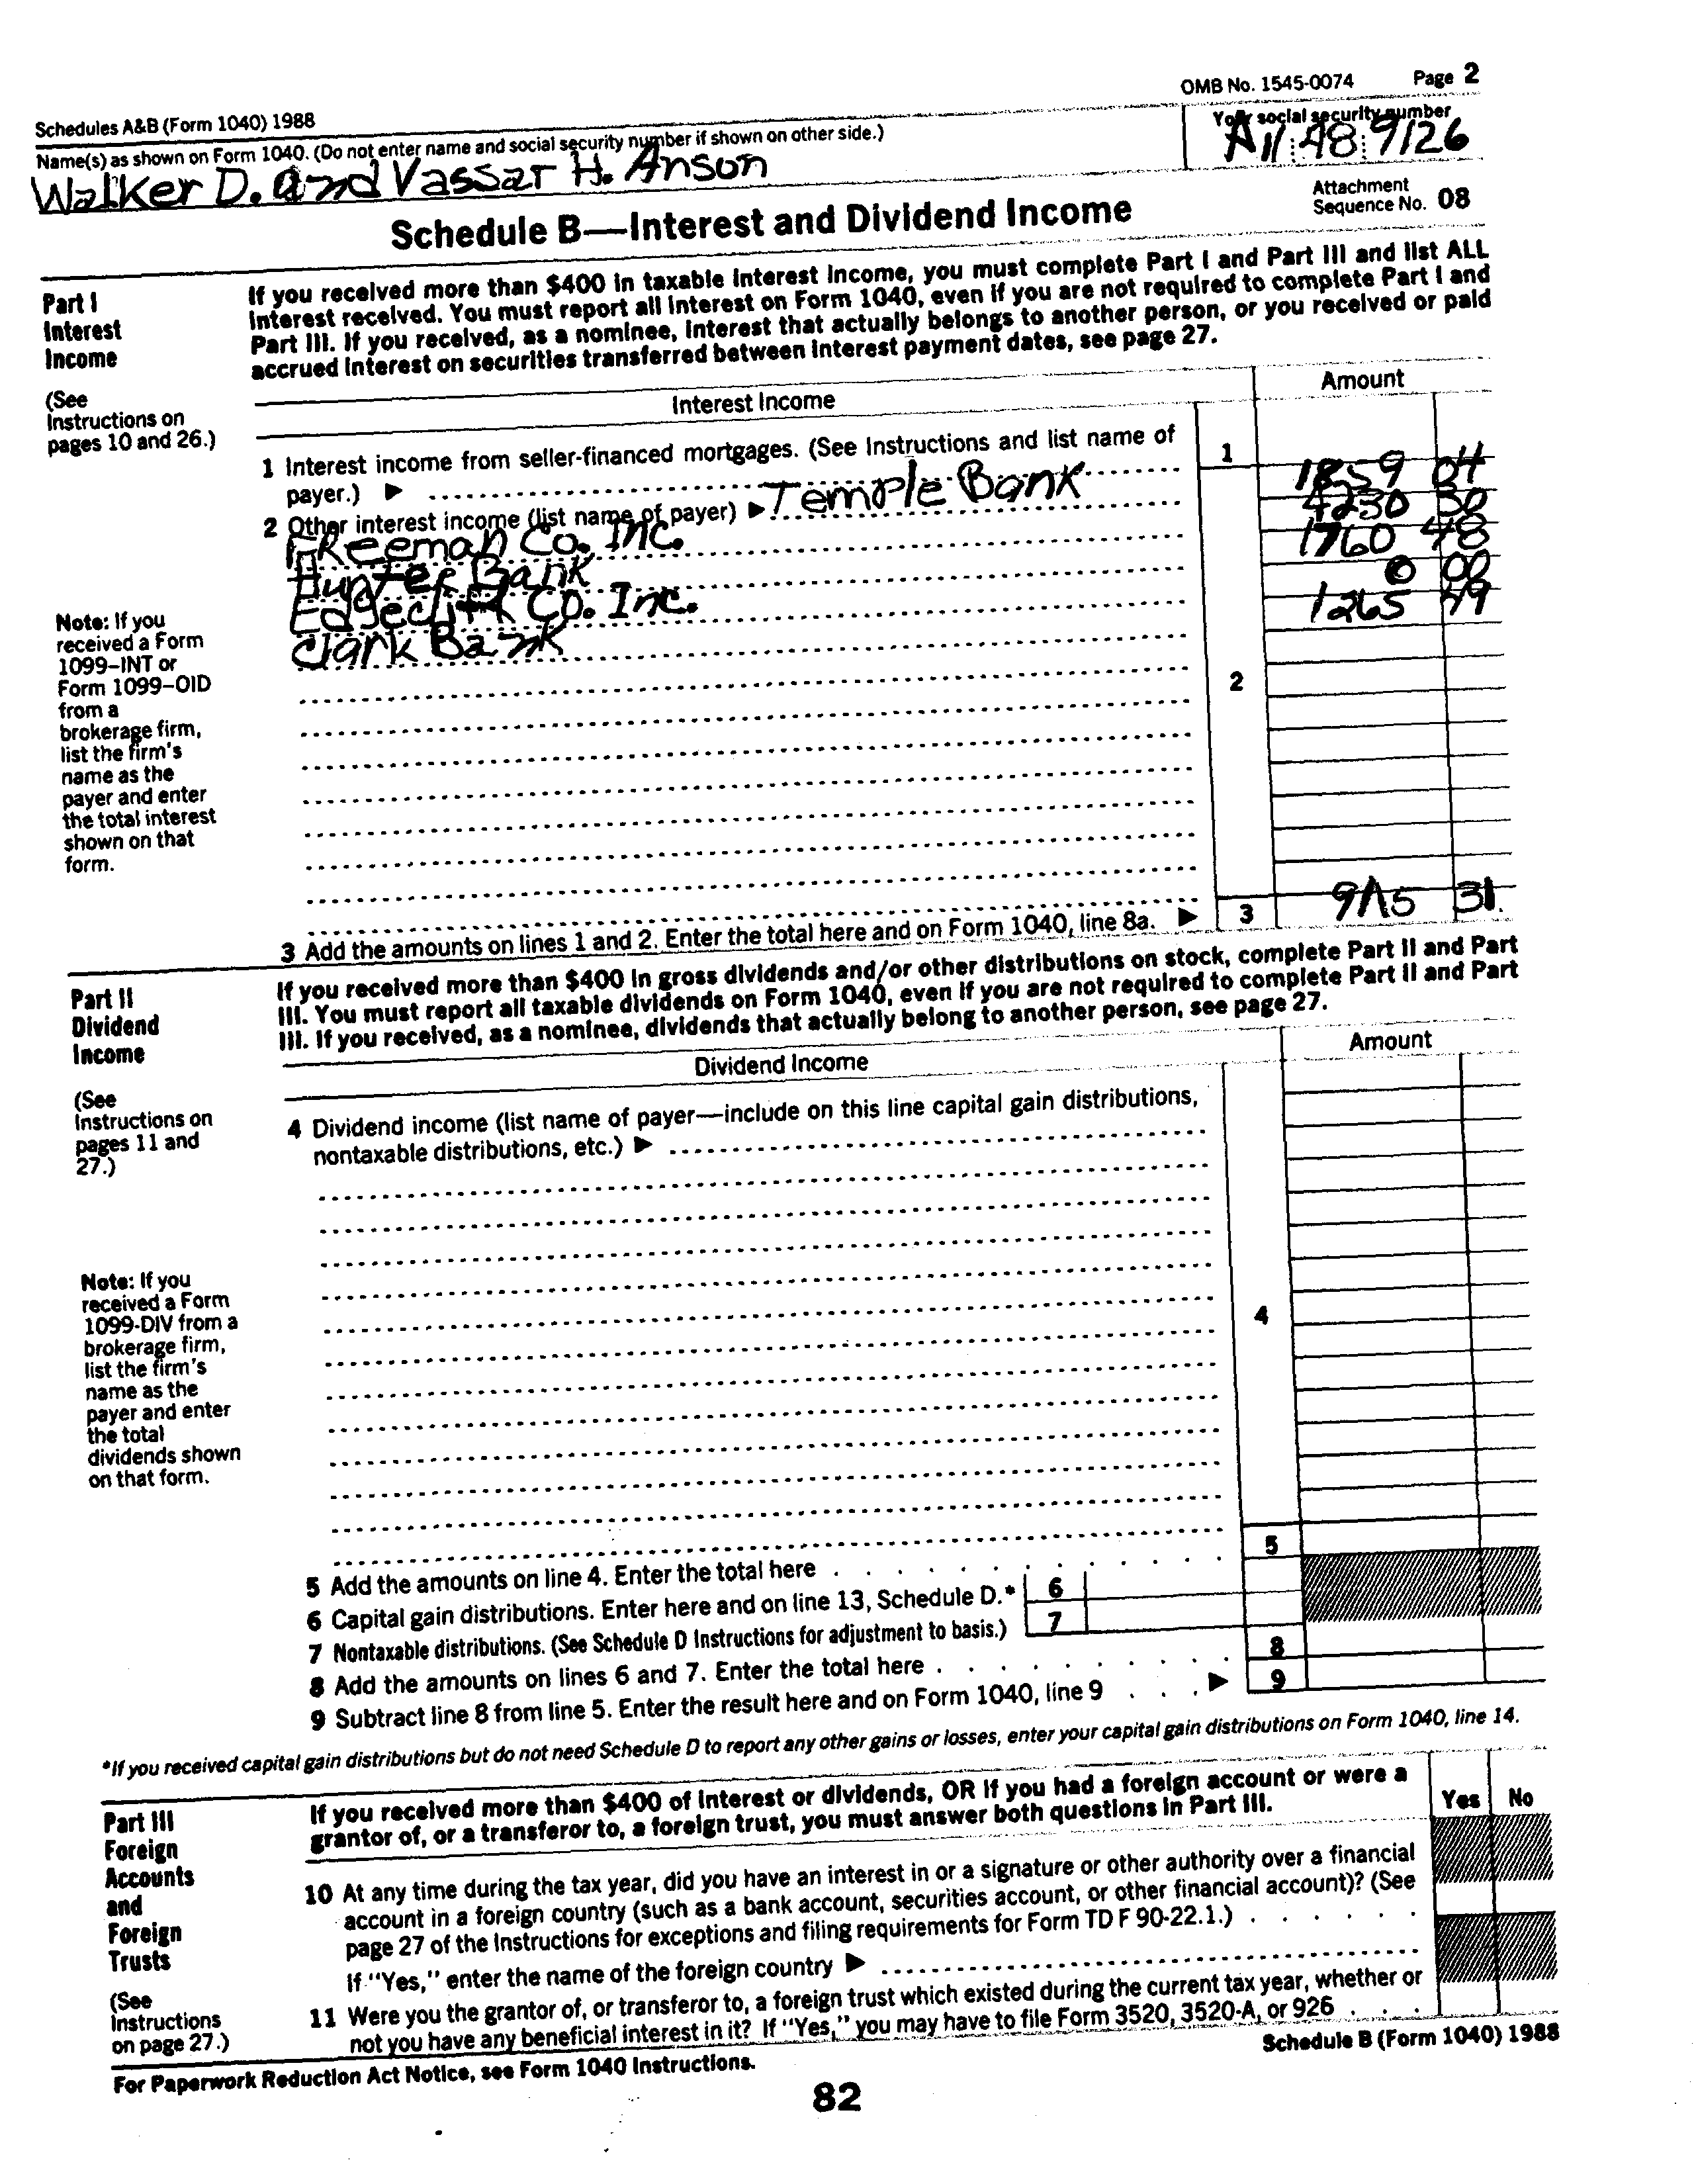 OMB No. 1545-0074 Page 2
Schedules A&B (Form 1040) 1988
Name(s) as shown on Form 1040. (Do not enter name and social security number if shown on other side.)
Your social security number
Walker D. and Vassar H. Anson
48 9126
Attachment
Sequence No. 08
Schedule B—Interest and Dividend Income
Part I
Interest
Income
(See
Instructions on
pages 10 and 26.)
If you received more than $400 in taxable interest income, you must complete Part I and Part III and list ALL
interest received. You must report all interest on Form 1040, even if you are not required to complete Part I and
Part III. If you received, as a nominee, interest that actually belongs to another person, or you received or paid
accrued interest on securities transferred between interest payment dates, see page 27.
Interest Income
Amount
1 Interest income from seller-financed mortgages. (See Instructions and list name of
payer.) ▶
1
2 Other interest income (list name of payer) ▶ Temple Bank
1859 04
Freeman Co. Inc.
4230 30
Hunter Bank
1760 48
Edgecliff Co. Inc.
0 00
Clark Bank
1265 49
2
Note: If you
received a Form
1099–INT or
Form 1099–OID
from a
brokerage firm,
list the firm's
name as the
payer and enter
the total interest
shown on that
form.
3 Add the amounts on lines 1 and 2. Enter the total here and on Form 1040, line 8a. ▶
3
9115 31
Part II
Dividend
Income
(See
Instructions on
pages 11 and
27.)
If you received more than $400 in gross dividends and/or other distributions on stock, complete Part II and Part
III. You must report all taxable dividends on Form 1040, even if you are not required to complete Part II and Part
III. If you received, as a nominee, dividends that actually belong to another person, see page 27.
Dividend Income
Amount
4 Dividend income (list name of payer—include on this line capital gain distributions,
nontaxable distributions, etc.) ▶
4
Note: If you
received a Form
1099-DIV from a
brokerage firm,
list the firm's
name as the
payer and enter
the total
dividends shown
on that form.
5 Add the amounts on line 4. Enter the total here
5
6 Capital gain distributions. Enter here and on line 13, Schedule D.*
6
7 Nontaxable distributions. (See Schedule D Instructions for adjustment to basis.)
7
8 Add the amounts on lines 6 and 7. Enter the total here
8
9 Subtract line 8 from line 5. Enter the result here and on Form 1040, line 9 ▶
9
*If you received capital gain distributions but do not need Schedule D to report any other gains or losses, enter your capital gain distributions on Form 1040, line 14.
Part III
Foreign
Accounts
and
Foreign
Trusts
(See
Instructions
on page 27.)
If you received more than $400 of interest or dividends, OR if you had a foreign account or were a
grantor of, or a transferor to, a foreign trust, you must answer both questions in Part III.
Yes No
10 At any time during the tax year, did you have an interest in or a signature or other authority over a financial
account in a foreign country (such as a bank account, securities account, or other financial account)? (See
page 27 of the Instructions for exceptions and filing requirements for Form TD F 90-22.1.)
If "Yes," enter the name of the foreign country ▶
11 Were you the grantor of, or transferor to, a foreign trust which existed during the current tax year, whether or
not you have any beneficial interest in it? If "Yes," you may have to file Form 3520, 3520-A, or 926
For Paperwork Reduction Act Notice, see Form 1040 Instructions.
Schedule B (Form 1040) 1988
82